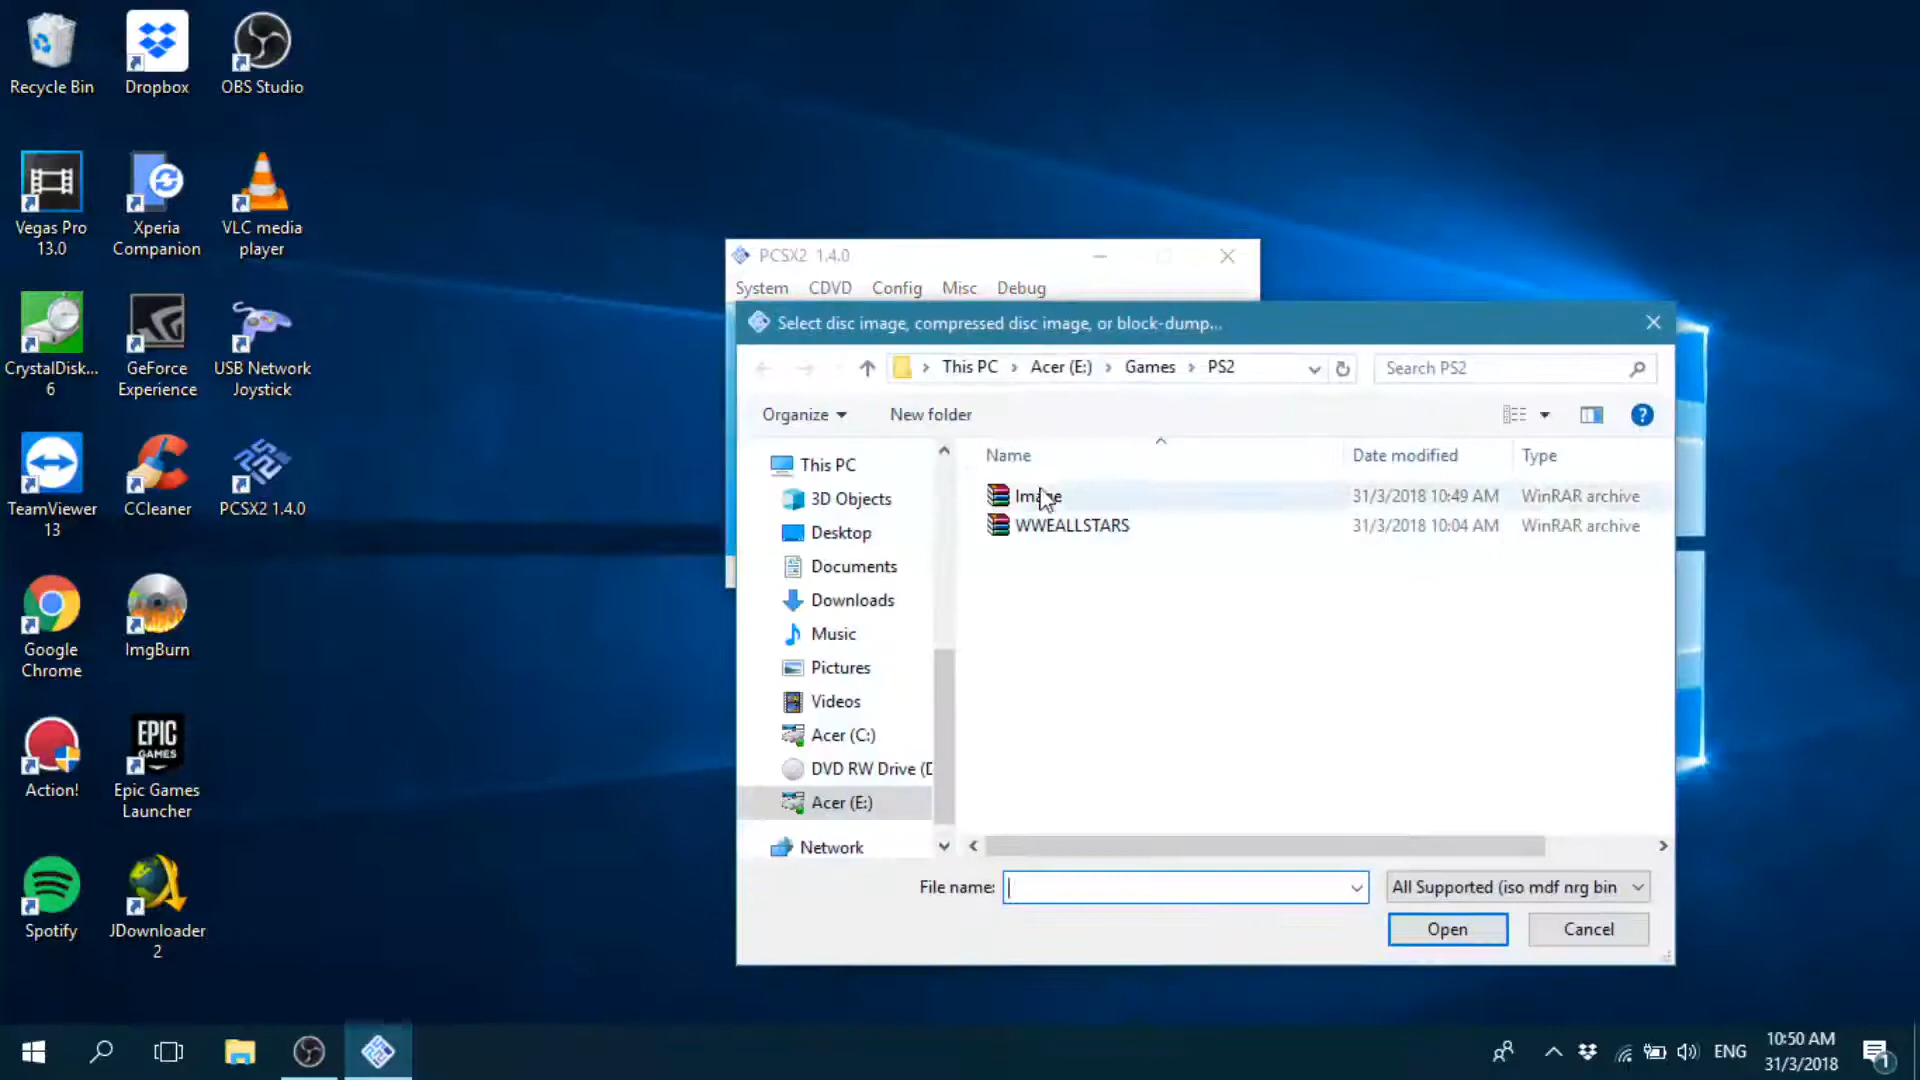 Recycle Bin
Dropbox
OBS Studio
Vegas Pro
13.0
Xperia
Companion
VLC media
player
CrystalDisk...
6
GeForce
Experience
USB Network
Joystick
TeamViewer
13
CCleaner
PCSX2 1.4.0
Google
Chrome
ImgBurn
Action!
EPIC
GAMES
Epic Games
Launcher
Spotify
JDownloader
2
PCSX2 1.4.0
System CDVD Config Misc Debug
Select disc image, compressed disc image, or block-dump...
This PC > Acer (E:) > Games > PS2
Search PS2
Organize
New folder
Name Date modified Type
Image 31/3/2018 10:49 AM WinRAR archive
WWEALLSTARS 31/3/2018 10:04 AM WinRAR archive
This PC
3D Objects
Desktop
Documents
Downloads
Music
Pictures
Videos
Acer (C:)
DVD RW Drive (D
Acer (E:)
Network
File name:
All Supported (iso mdf nrg bin
Open
Cancel
ENG
10:50 AM
31/3/2018
1